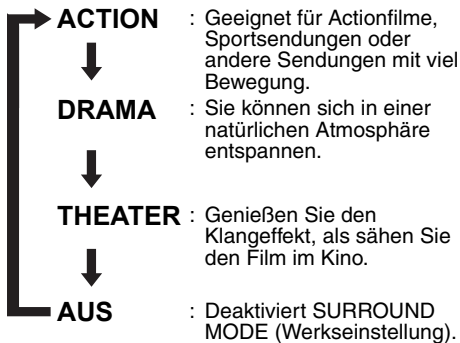 ACTION : Geeignet für Actionfilme,
Sportsendungen oder
andere Sendungen mit viel
Bewegung.
DRAMA : Sie können sich in einer
natürlichen Atmosphäre
entspannen.
THEATER : Genießen Sie den
Klangeffekt, als sähen Sie
den Film im Kino.
AUS : Deaktiviert SURROUND
MODE (Werkseinstellung).